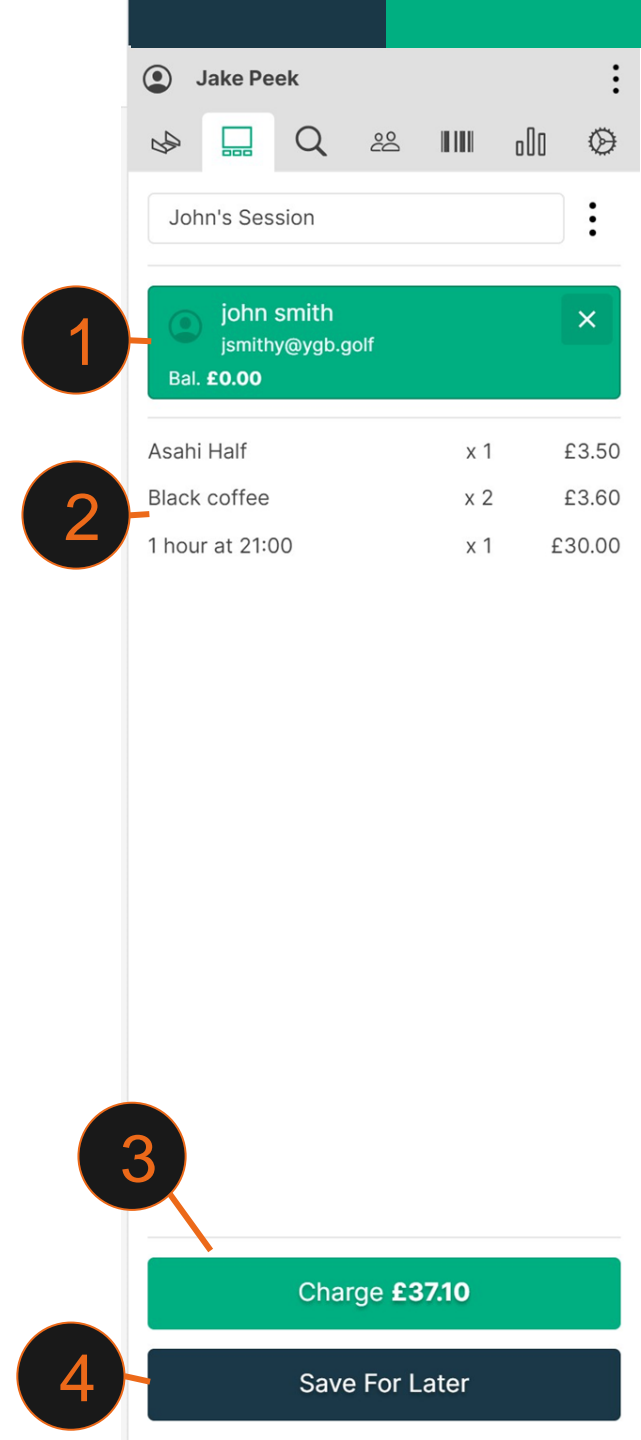 Jake Peek
John's Session
1
john smith
jsmithy@ygb.golf
Bal. £0.00
Asahi Half x 1 £3.50
2
Black coffee x 2 £3.60
1 hour at 21:00 x 1 £30.00
3
Charge £37.10
4
Save For Later